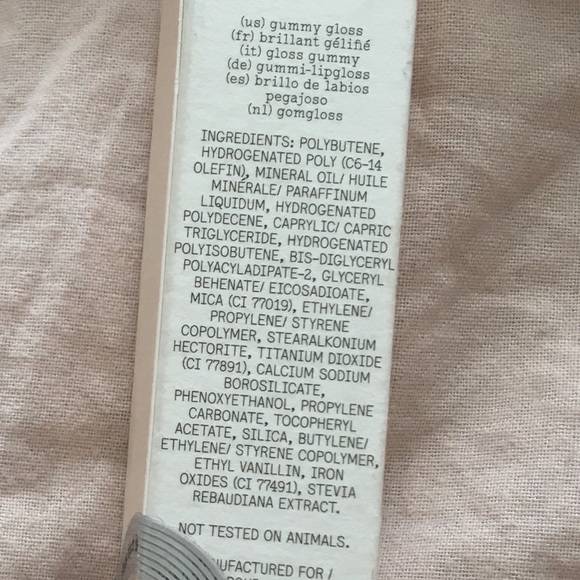 (us) gummy gloss
(fr) brillant gélifié
(it) gloss gummy
(de) gummi-lipgloss
(es) brillo de labios
pegajoso
(nl) gomgloss
INGREDIENTS: POLYBUTENE,
HYDROGENATED POLY (C6-14
OLEFIN), MINERAL OIL/ HUILE
MINÉRALE/ PARAFFINUM
LIQUIDUM, HYDROGENATED
POLYDECENE, CAPRYLIC/ CAPRIC
TRIGLYCERIDE, HYDROGENATED
POLYISOBUTENE, BIS-DIGLYCERYL
POLYACYLADIPATE-2, GLYCERYL
BEHENATE/ EICOSADIOATE,
MICA (CI 77019), ETHYLENE/
PROPYLENE/ STYRENE
COPOLYMER, STEARALKONIUM
HECTORITE, TITANIUM DIOXIDE
(CI 77891), CALCIUM SODIUM
BOROSILICATE,
PHENOXYETHANOL, PROPYLENE
CARBONATE, TOCOPHERYL
ACETATE, SILICA, BUTYLENE/
ETHYLENE/ STYRENE COPOLYMER,
ETHYL VANILLIN, IRON
OXIDES (CI 77491), STEVIA
REBAUDIANA EXTRACT.
NOT TESTED ON ANIMALS.
NUFACTURED FOR /